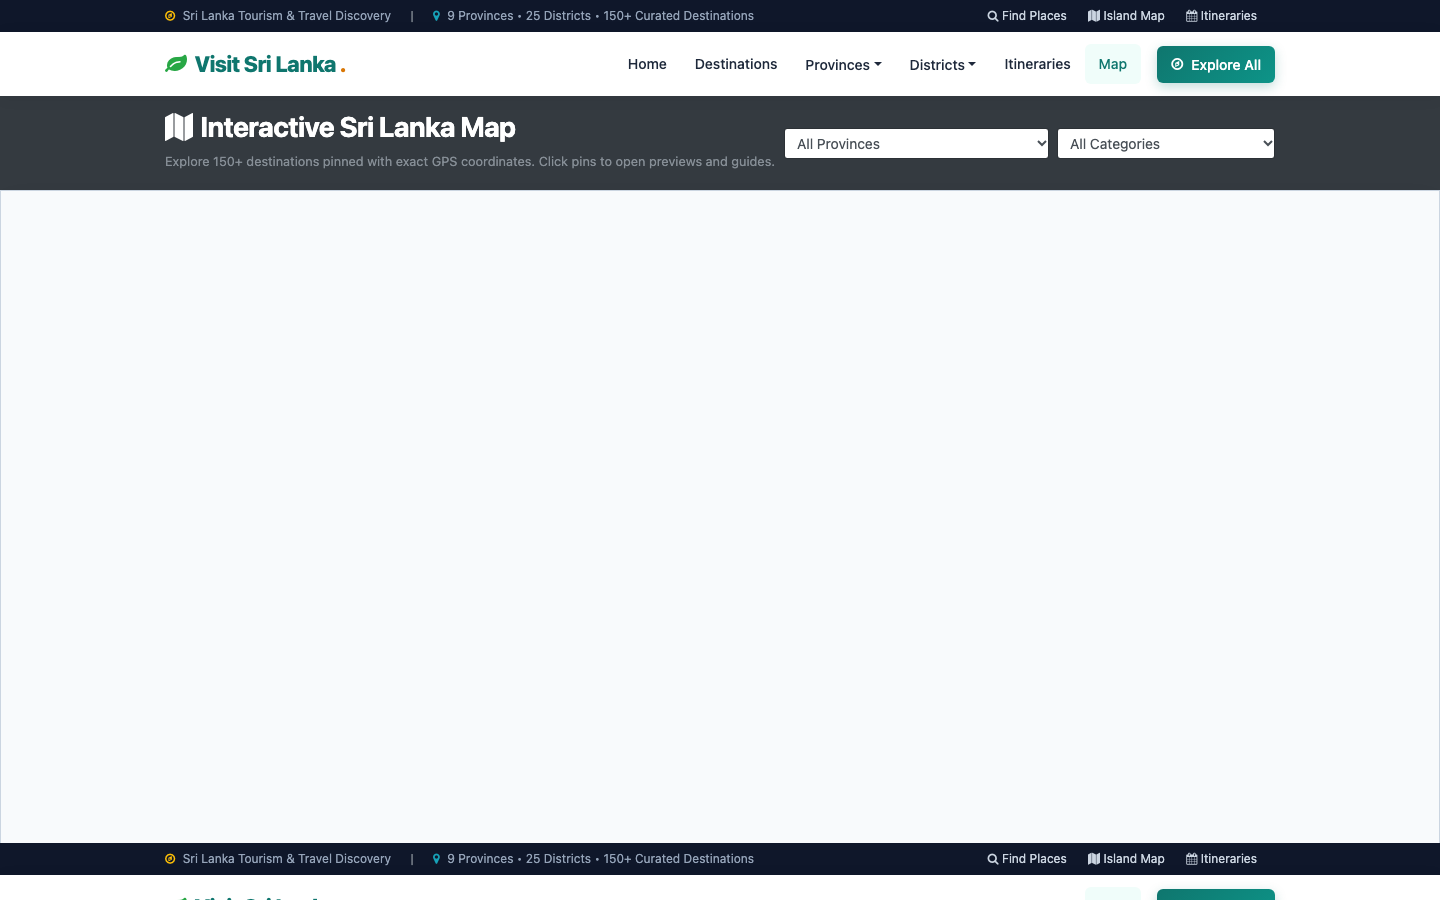 Sri Lanka Tourism & Travel Discovery | 9 Provinces • 25 Districts • 150+ Curated Destinations Find Places Island Map Itineraries
Visit Sri Lanka . Home Destinations Provinces Districts Itineraries Map Explore All
Interactive Sri Lanka Map
Explore 150+ destinations pinned with exact GPS coordinates. Click pins to open previews and guides.
All Provinces All Categories
Sri Lanka Tourism & Travel Discovery | 9 Provinces • 25 Districts • 150+ Curated Destinations Find Places Island Map Itineraries